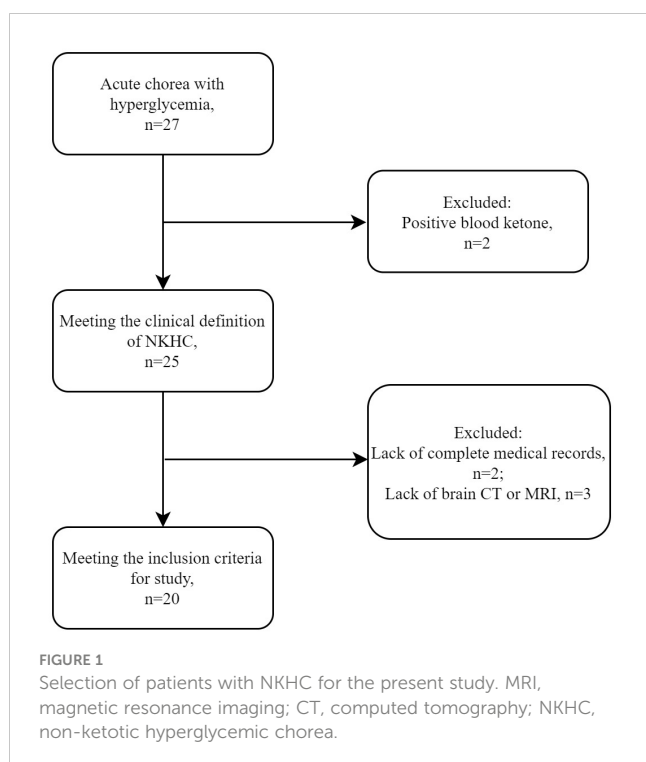 Acute chorea with
hyperglycemia,
n=27
Excluded:
Positive blood ketone,
n=2
Meeting the clinical definition
of NKHC,
n=25
Excluded:
Lack of complete medical records,
n=2;
Lack of brain CT or MRI, n=3
Meeting the inclusion criteria
for study,
n=20
FIGURE 1
Selection of patients with NKHC for the present study. MRI,
magnetic resonance imaging; CT, computed tomography; NKHC,
non-ketotic hyperglycemic chorea.